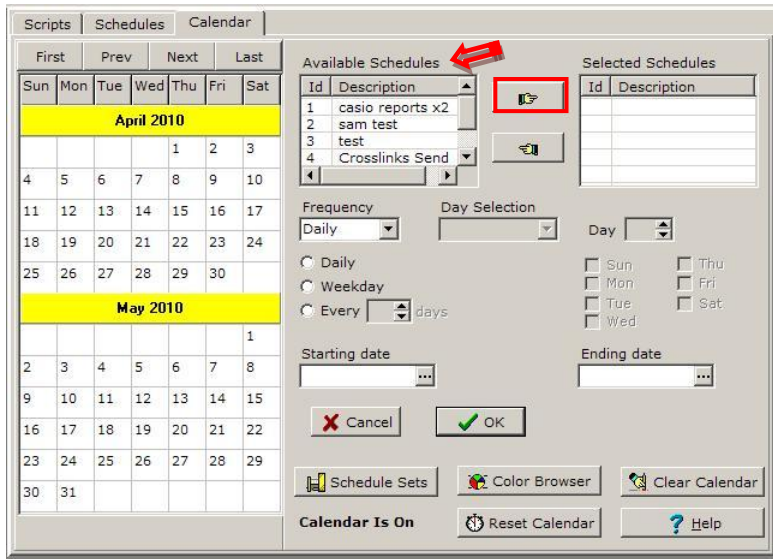 Scripts Schedules Calendar
First Prev Next Last
Sun Mon Tue Wed Thu Fri Sat
April 2010
1 2 3
4 5 6 7 8 9 10
11 12 13 14 15 16 17
18 19 20 21 22 23 24
25 26 27 28 29 30
May 2010
1
2 3 4 5 6 7 8
9 10 11 12 13 14 15
16 17 18 19 20 21 22
23 24 25 26 27 28 29
30 31
Available Schedules
Id Description
1 casio reports x2
2 sam test
3 test
4 Crosslinks Send
Selected Schedules
Id Description
Frequency Day Selection
Daily
Day
Daily
Weekday
Every days
Sun Thu
Mon Fri
Tue Sat
Wed
Starting date Ending date
... ...
Cancel OK
Schedule Sets Color Browser Clear Calendar
Calendar Is On Reset Calendar Help